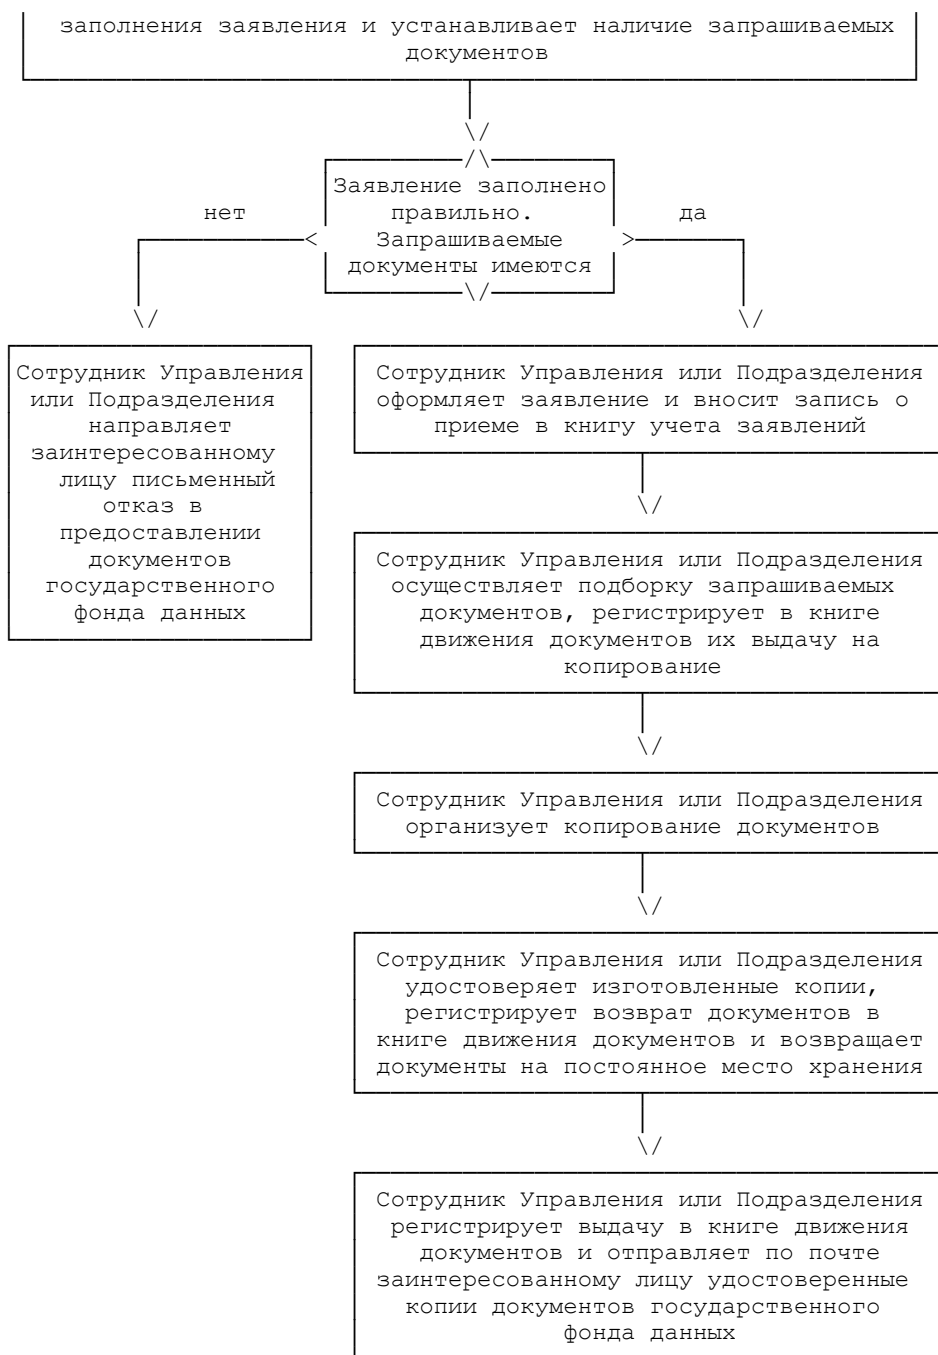 заполнения заявления и устанавливает наличие запрашиваемых
документов
Заявление заполнено
правильно.
Запрашиваемые
документы имеются
нет
да
Сотрудник Управления
или Подразделения
направляет
заинтересованному
лицу письменный
отказ в
предоставлении
документов
государственного
фонда данных
Сотрудник Управления или Подразделения
оформляет заявление и вносит запись о
приеме в книгу учета заявлений
Сотрудник Управления или Подразделения
осуществляет подборку запрашиваемых
документов, регистрирует в книге
движения документов их выдачу на
копирование
Сотрудник Управления или Подразделения
организует копирование документов
Сотрудник Управления или Подразделения
удостоверяет изготовленные копии,
регистрирует возврат документов в
книге движения документов и возвращает
документы на постоянное место хранения
Сотрудник Управления или Подразделения
регистрирует выдачу в книге движения
документов и отправляет по почте
заинтересованному лицу удостоверенные
копии документов государственного
фонда данных